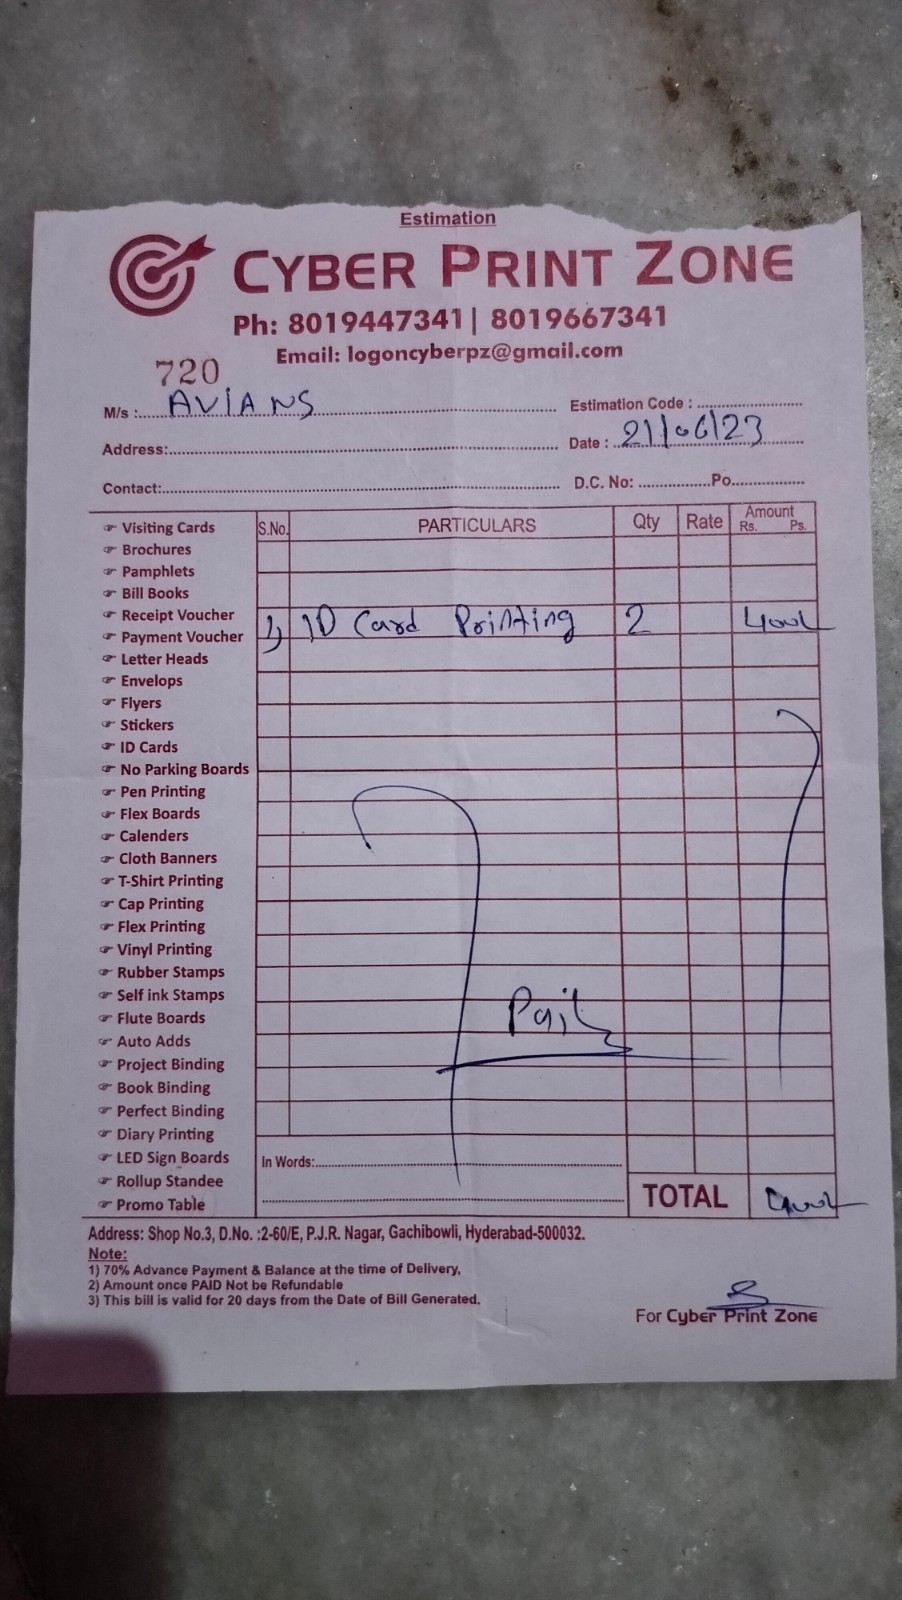 Estimation
CYBER PRINT ZONE
Ph: 8019447341| 8019667341
Email: logoncyberpz@gmail.com
720
M/s : AVIANS
Estimation Code :
Address:
Date : 21/06/23
Contact:
D.C. No: Po
Visiting Cards
Brochures
Pamphlets
Bill Books
Receipt Voucher
Payment Voucher
Letter Heads
Envelops
Flyers
Stickers
ID Cards
No Parking Boards
Pen Printing
Flex Boards
Calenders
Cloth Banners
T-Shirt Printing
Cap Printing
Flex Printing
Vinyl Printing
Rubber Stamps
Self ink Stamps
Flute Boards
Auto Adds
Project Binding
Book Binding
Perfect Binding
Diary Printing
LED Sign Boards
Rollup Standee
Promo Table
S.No. PARTICULARS Qty Rate Amount
Rs. Ps.
1) ID Card Printing 2 400/-
Paid
In Words:
TOTAL 400/-
Address: Shop No.3, D.No. :2-60/E, P.J.R. Nagar, Gachibowli, Hyderabad-500032.
Note:
1) 70% Advance Payment & Balance at the time of Delivery,
2) Amount once PAID Not be Refundable
3) This bill is valid for 20 days from the Date of Bill Generated.
For Cyber Print Zone